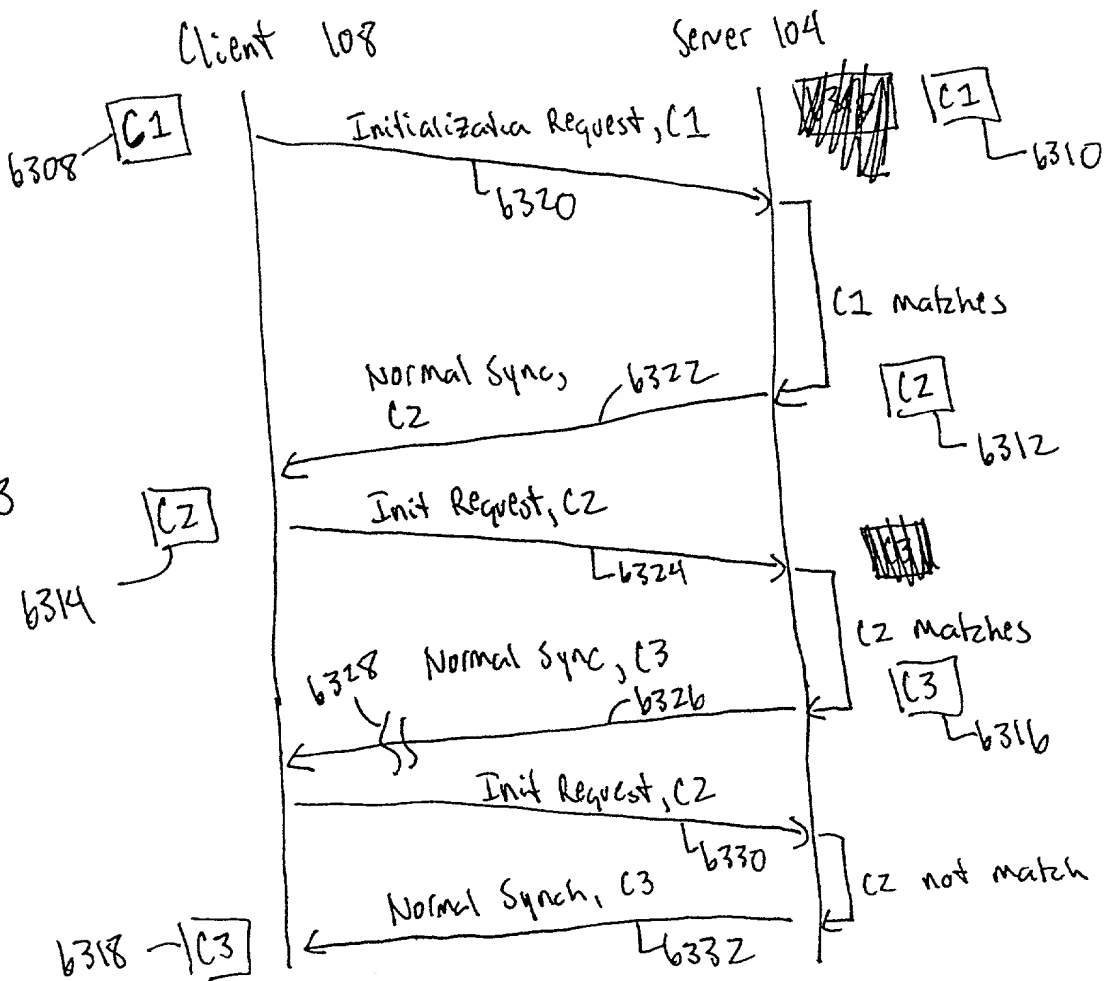 Client 108
Server 104
C1
6308
Initialization Request, C1
6320
C1
6310
C1 matches
Normal Sync,
C2
6322
C2
6312
3
C2
6314
Init Request, C2
6324
C2 matches
6328
Normal Sync, C3
6326
C3
6316
Init Request, C2
6330
C2 not match
Normal Synch, C3
6332
6318
C3